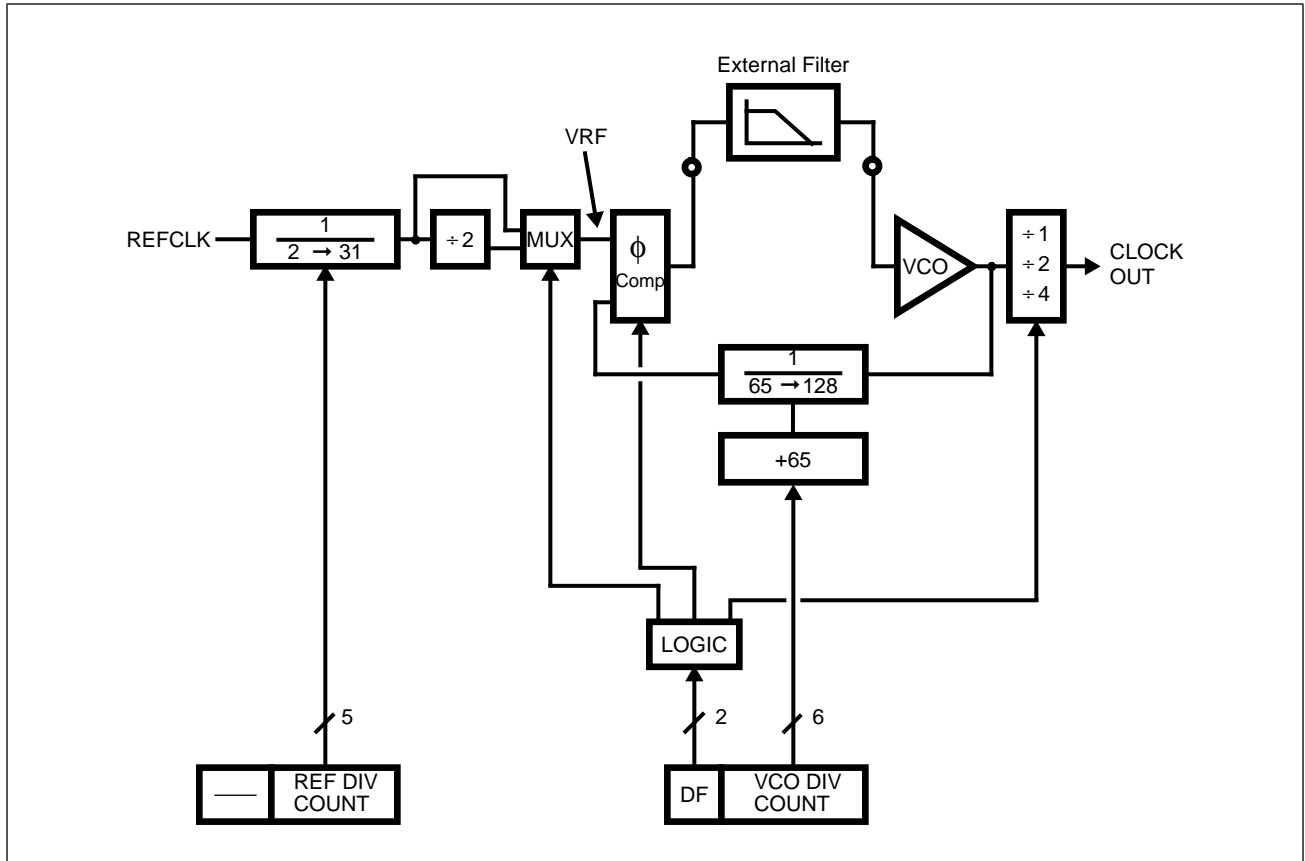 External Filter
VRF
REFCLK
1
2 → 31
÷2
MUX
ϕ
Comp
VCO
÷1
÷2
÷4
CLOCK
OUT
1
65 → 128
+65
LOGIC
5
2
6
REF DIV
COUNT
DF
VCO DIV
COUNT